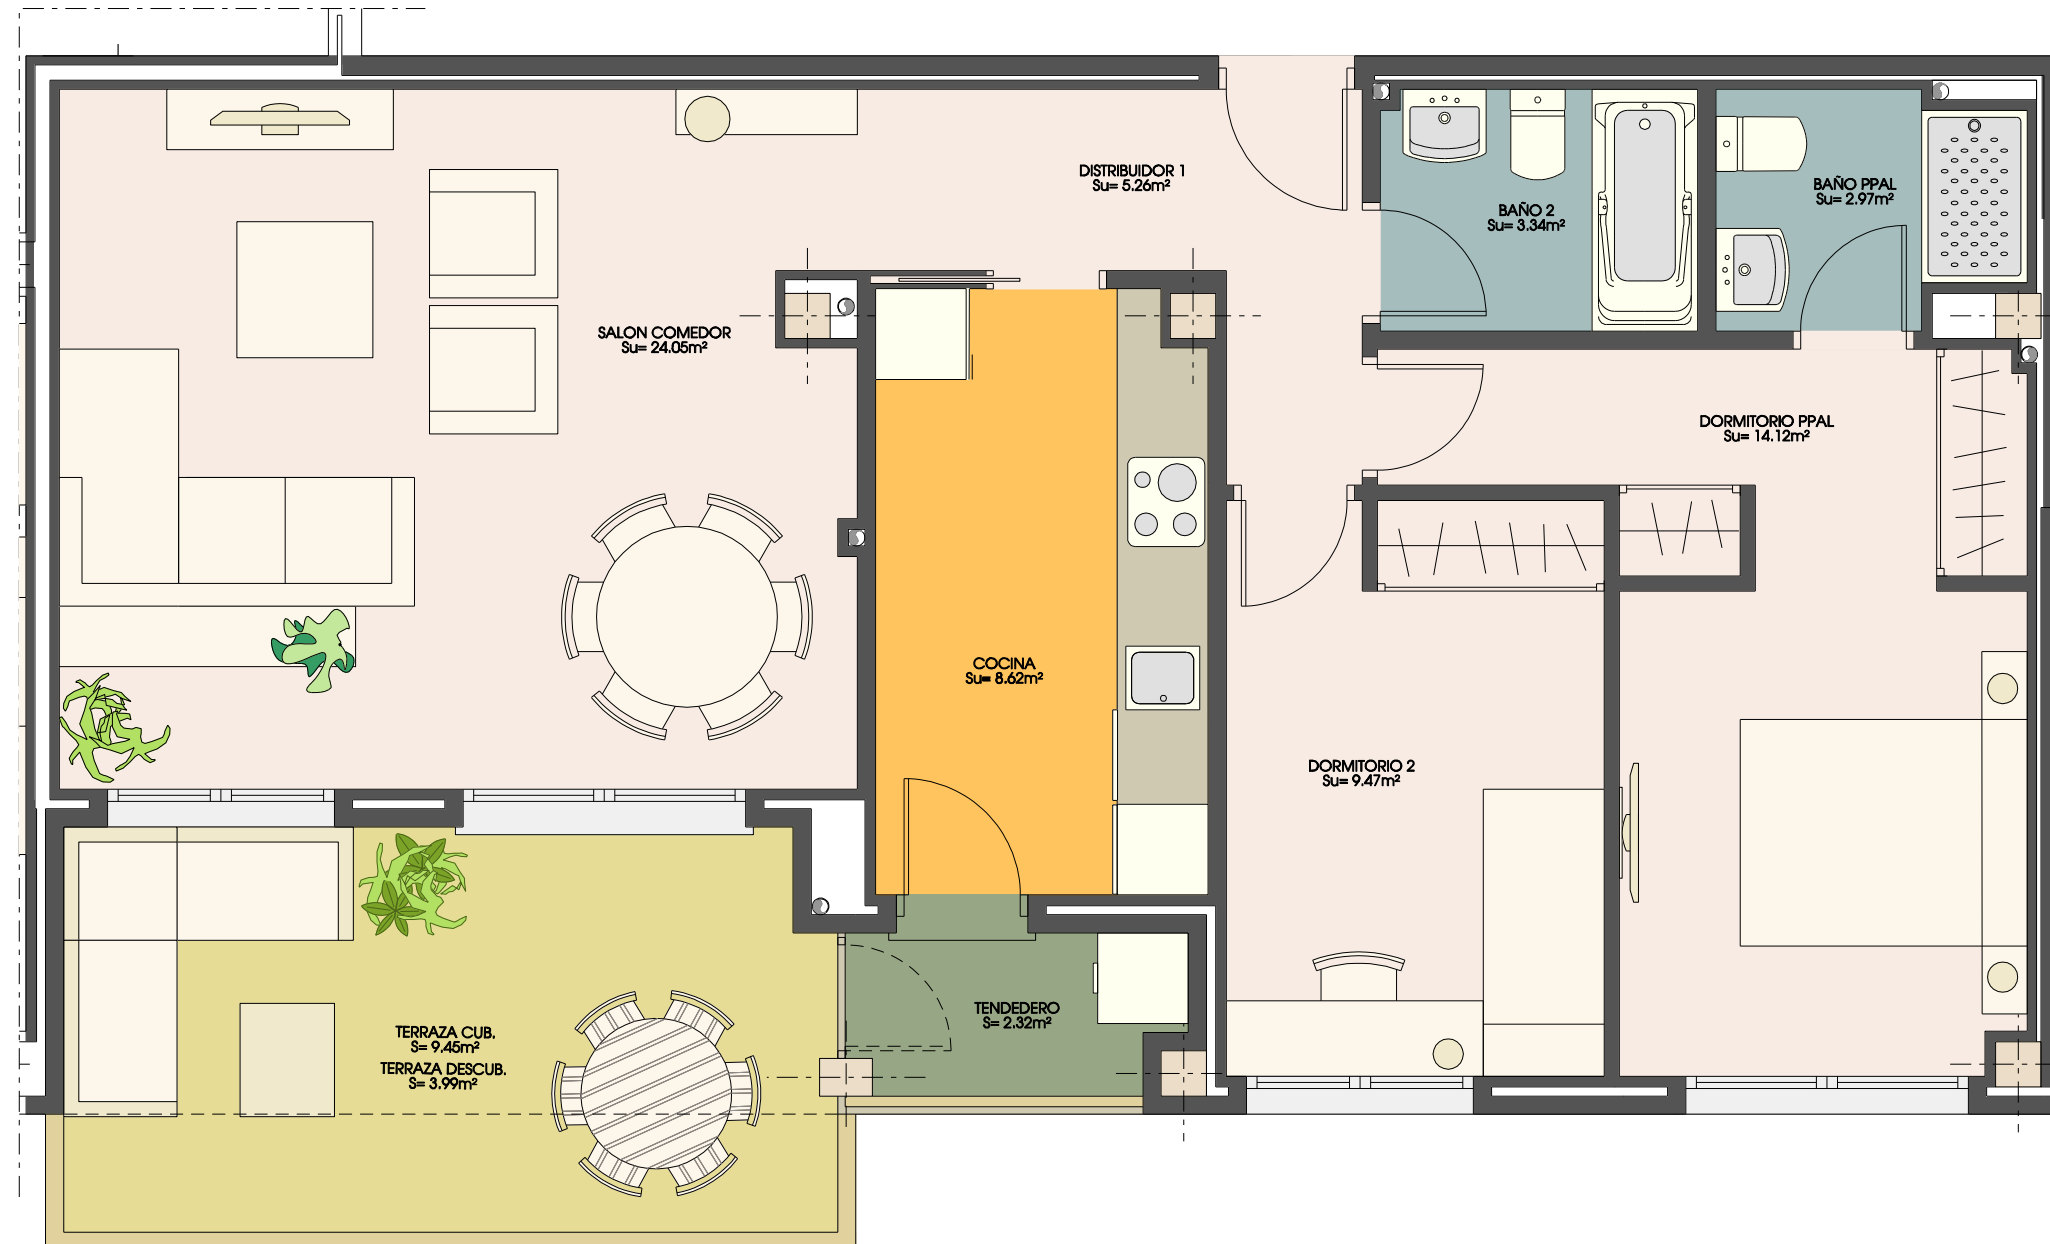 DISTRIBUIDOR 1
Su= 5.26m²
BAÑO 2
Su= 3.34m²
BAÑO PPAL
Su= 2.97m²
SALON COMEDOR
Su= 24.05m²
DORMITORIO PPAL
Su= 14.12m²
COCINA
Su= 8.62m²
DORMITORIO 2
Su= 9.47m²
TENDEDERO
S= 2.32m²
TERRAZA CUB.
S= 9.45m²
TERRAZA DESCUB.
S= 3.99m²